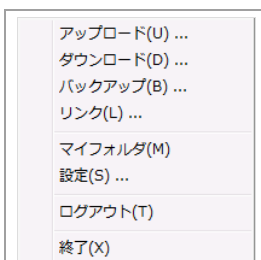 アップロード(U) ...
ダウンロード(D) ...
バックアップ(B) ...
リンク(L) ...
マイフォルダ(M)
設定(S) ...
ログアウト(T)
終了(X)